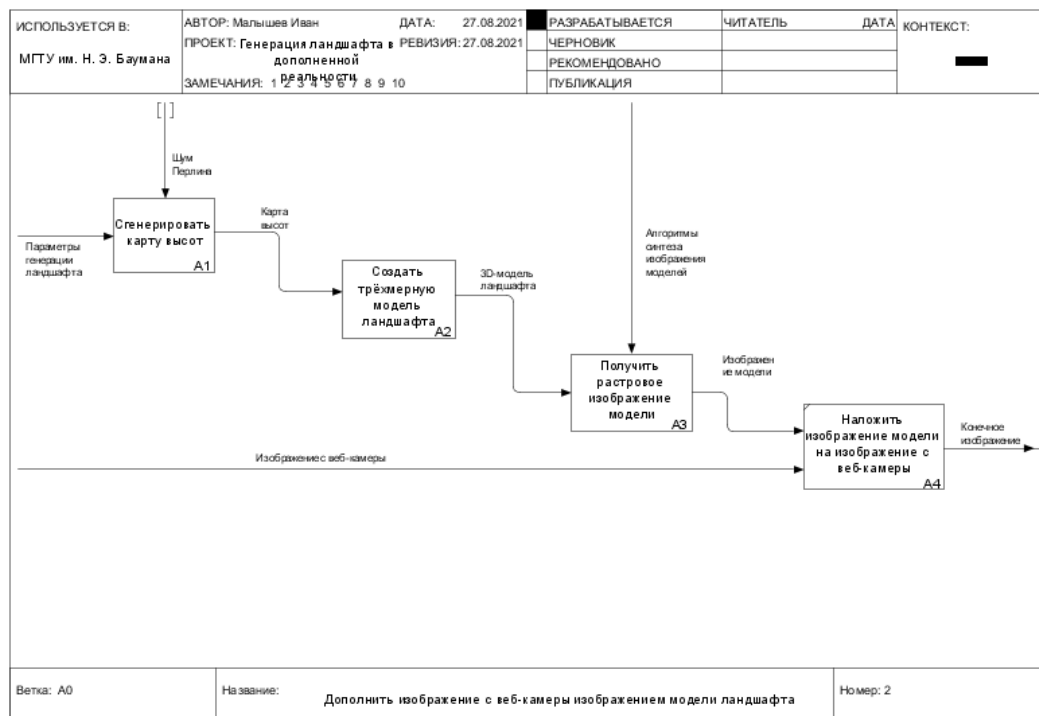 ИСПОЛЬЗУЕТСЯ В:
МГТУ им. Н. Э. Баумана
АВТОР: Малышев Иван
ДАТА: 27.08.2021
ПРОЕКТ: Генерация ландшафта в
дополненной
реальности
РЕВИЗИЯ: 27.08.2021
ЗАМЕЧАНИЯ: 1 2 3 4 5 6 7 8 9 10
РАЗРАБАТЫВАЕТСЯ
ЧЕРНОВИК
РЕКОМЕНДОВАНО
ПУБЛИКАЦИЯ
ЧИТАТЕЛЬ
ДАТА
КОНТЕКСТ:
Шум
Перлина
Сгенерировать
карту высот
A1
Параметры
генерации
ландшафта
Карта
высот
Создать
трёхмерную
модель
ландшафта
A2
3D-модель
ландшафта
Алгоритмы
синтеза
изображения
моделей
Получить
растровое
изображение
модели
A3
Изображен
ие модели
Наложить
изображение модели
на изображение с
веб-камеры
A4
Изображение с веб-камеры
Конечное
изображение
Ветка: A0
Название:
Дополнить изображение с веб-камеры изображением модели ландшафта
Номер: 2